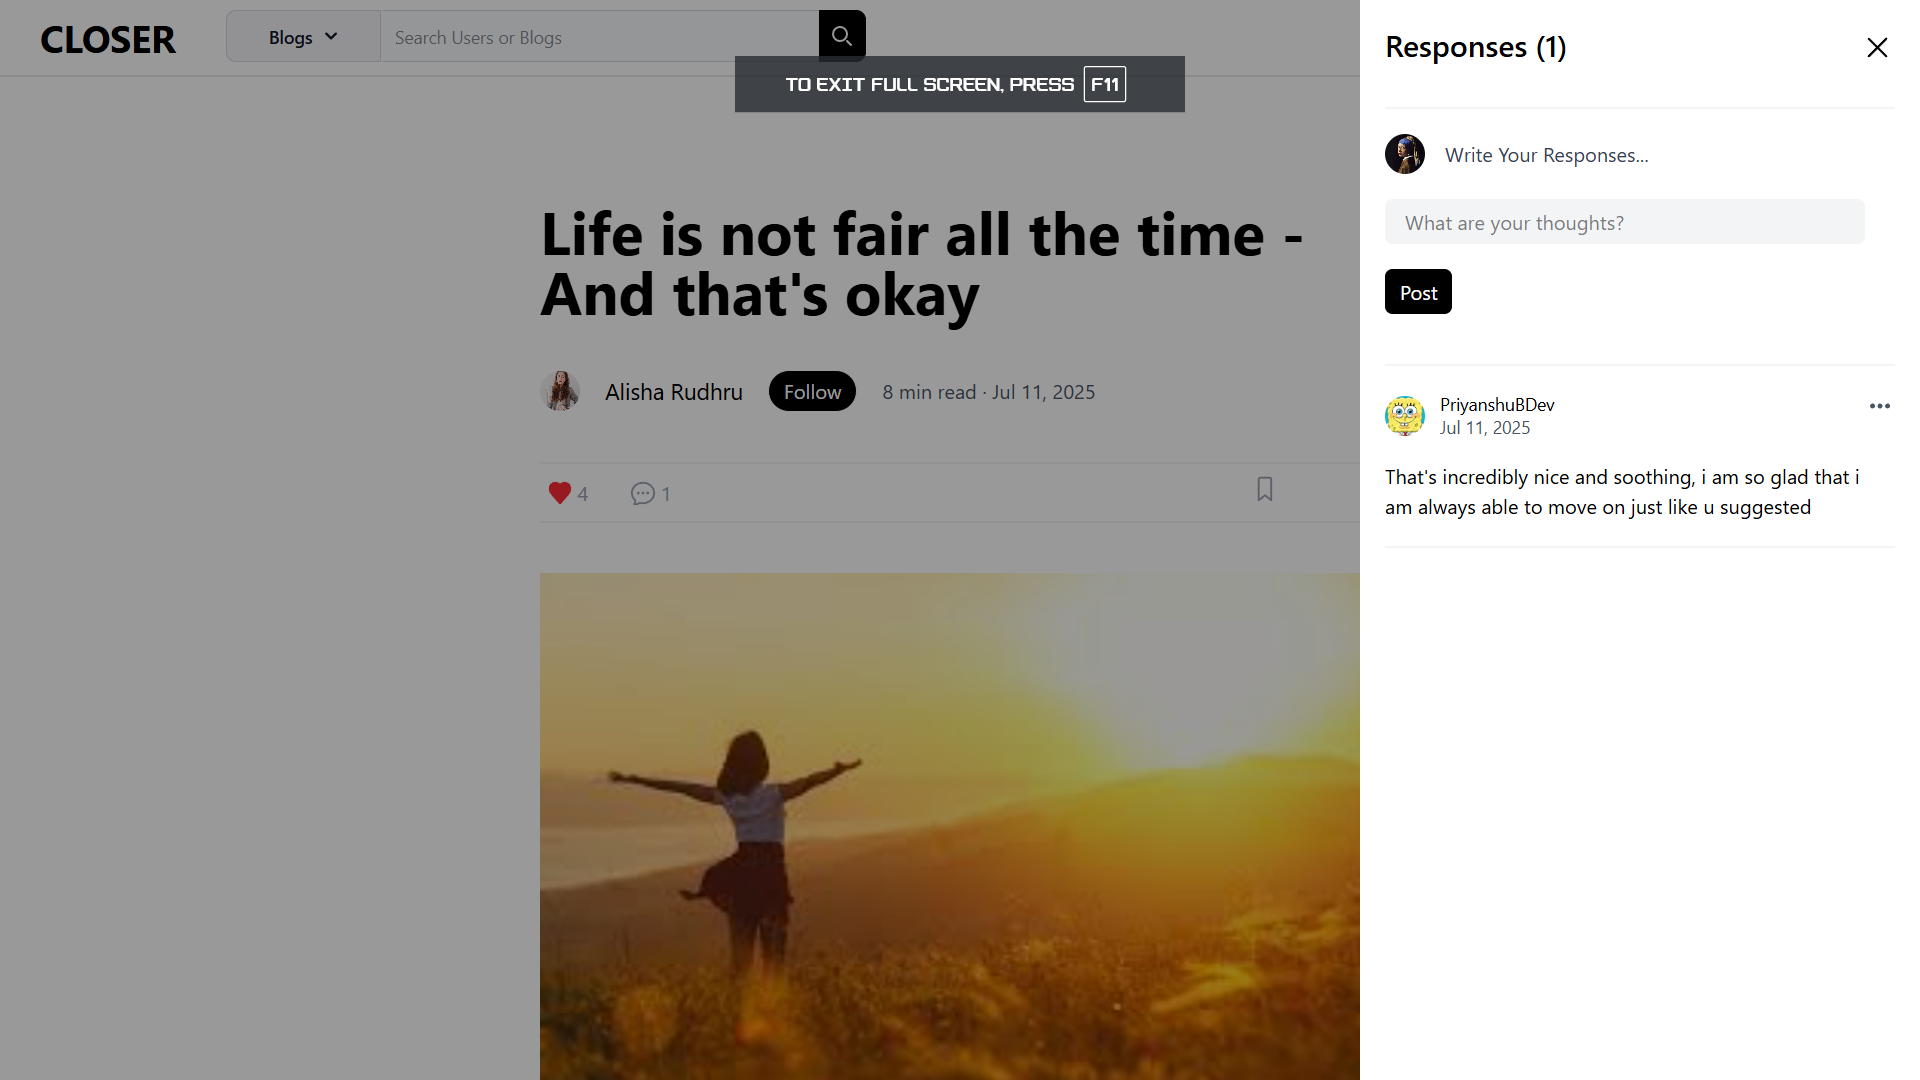 CLOSER
Blogs
Search Users or Blogs
TO EXIT FULL SCREEN, PRESS F11
Life is not fair all the time -
And that's okay
Alisha Rudhru
Follow
8 min read · Jul 11, 2025
4
1
Responses (1)
Write Your Responses...
What are your thoughts?
Post
PriyanshuBDev
Jul 11, 2025
That's incredibly nice and soothing, i am so glad that i
am always able to move on just like u suggested